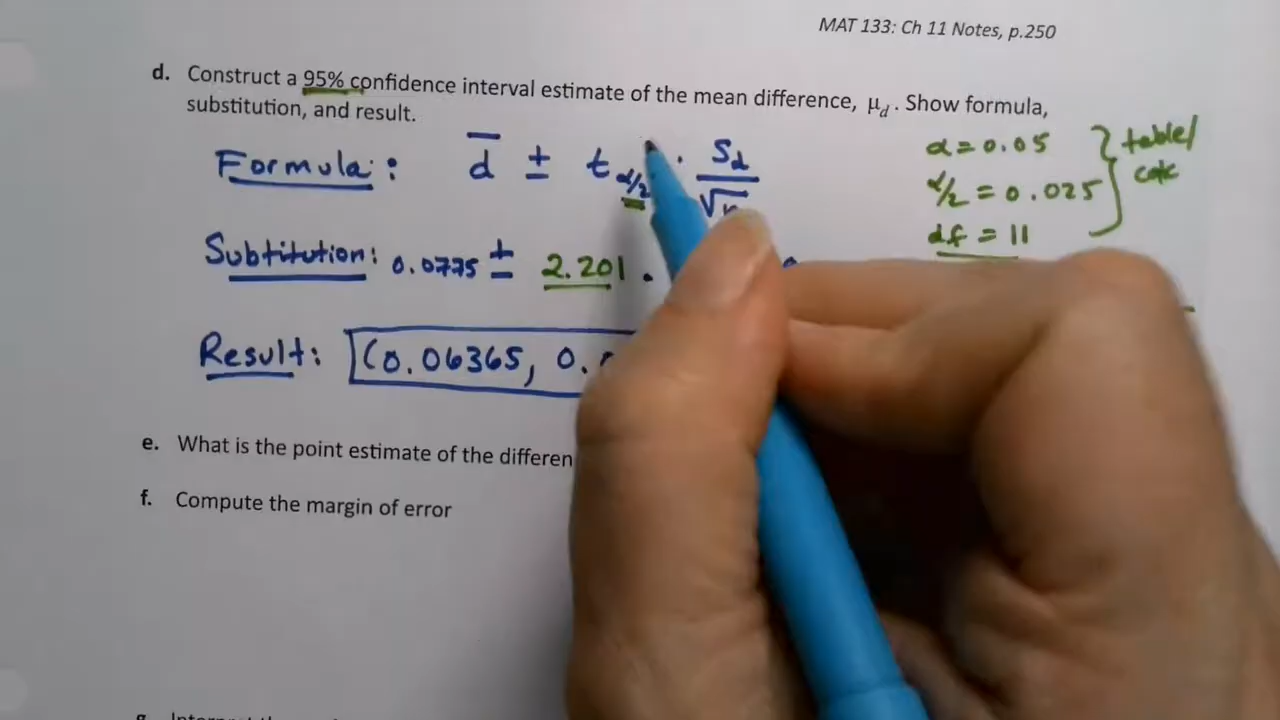 MAT 133: Ch 11 Notes, p.250
d. Construct a 95% confidence interval estimate of the mean difference, μd. Show formula,
substitution, and result.
Formula: d̄ ± t α/2 · sd / √n
α = 0.05
α/2 = 0.025
df = 11
table/
calc
Subtitution: 0.0775 ± 2.201 ·
Result: (0.06365, 0.
e. What is the point estimate of the
f. Compute the margin of error